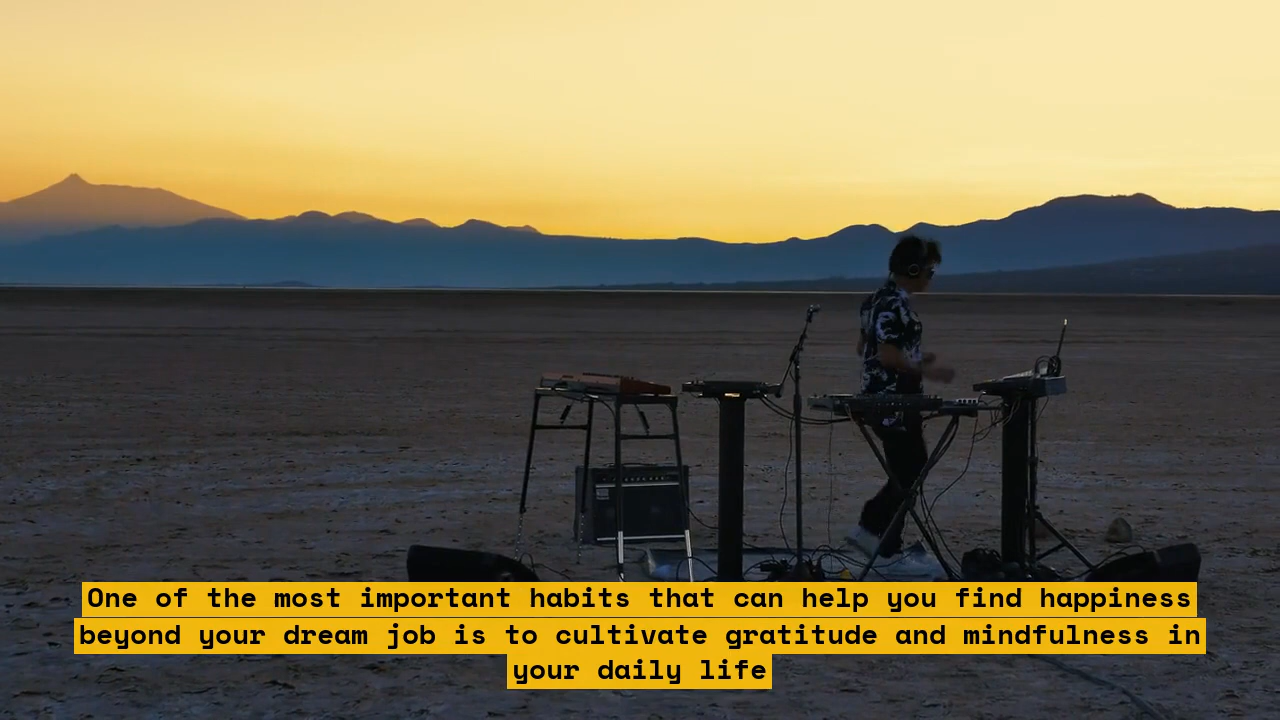 One of the most important habits that can help you find happiness
beyond your dream job is to cultivate gratitude and mindfulness in
your daily life